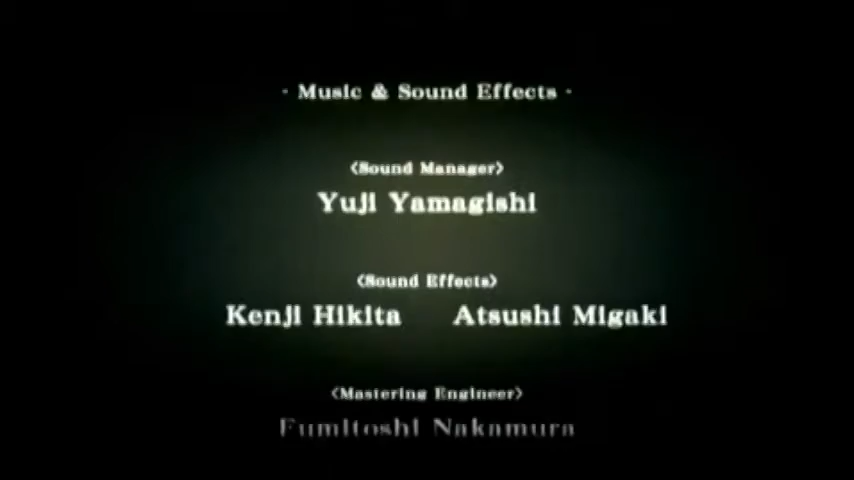 - Music & Sound Effects -
<Sound Manager>
Yuji Yamagishi
<Sound Effects>
Kenji Hikita Atsushi Migaki
<Mastering Engineer>
Fumitoshi Nakamura